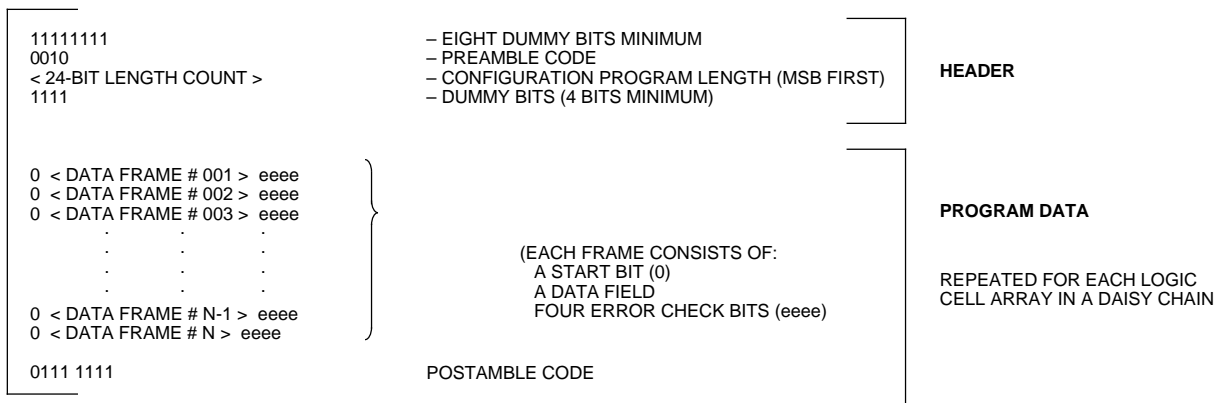 11111111 – EIGHT DUMMY BITS MINIMUM
0010 – PREAMBLE CODE
< 24-BIT LENGTH COUNT > – CONFIGURATION PROGRAM LENGTH (MSB FIRST)
1111 – DUMMY BITS (4 BITS MINIMUM)
HEADER
0 < DATA FRAME # 001 > eeee
0 < DATA FRAME # 002 > eeee
0 < DATA FRAME # 003 > eeee
. . .
. . .
. . .
. . .
0 < DATA FRAME # N-1 > eeee
0 < DATA FRAME # N > eeee
(EACH FRAME CONSISTS OF:
A START BIT (0)
A DATA FIELD
FOUR ERROR CHECK BITS (eeee)
PROGRAM DATA
REPEATED FOR EACH LOGIC
CELL ARRAY IN A DAISY CHAIN
0111 1111 POSTAMBLE CODE